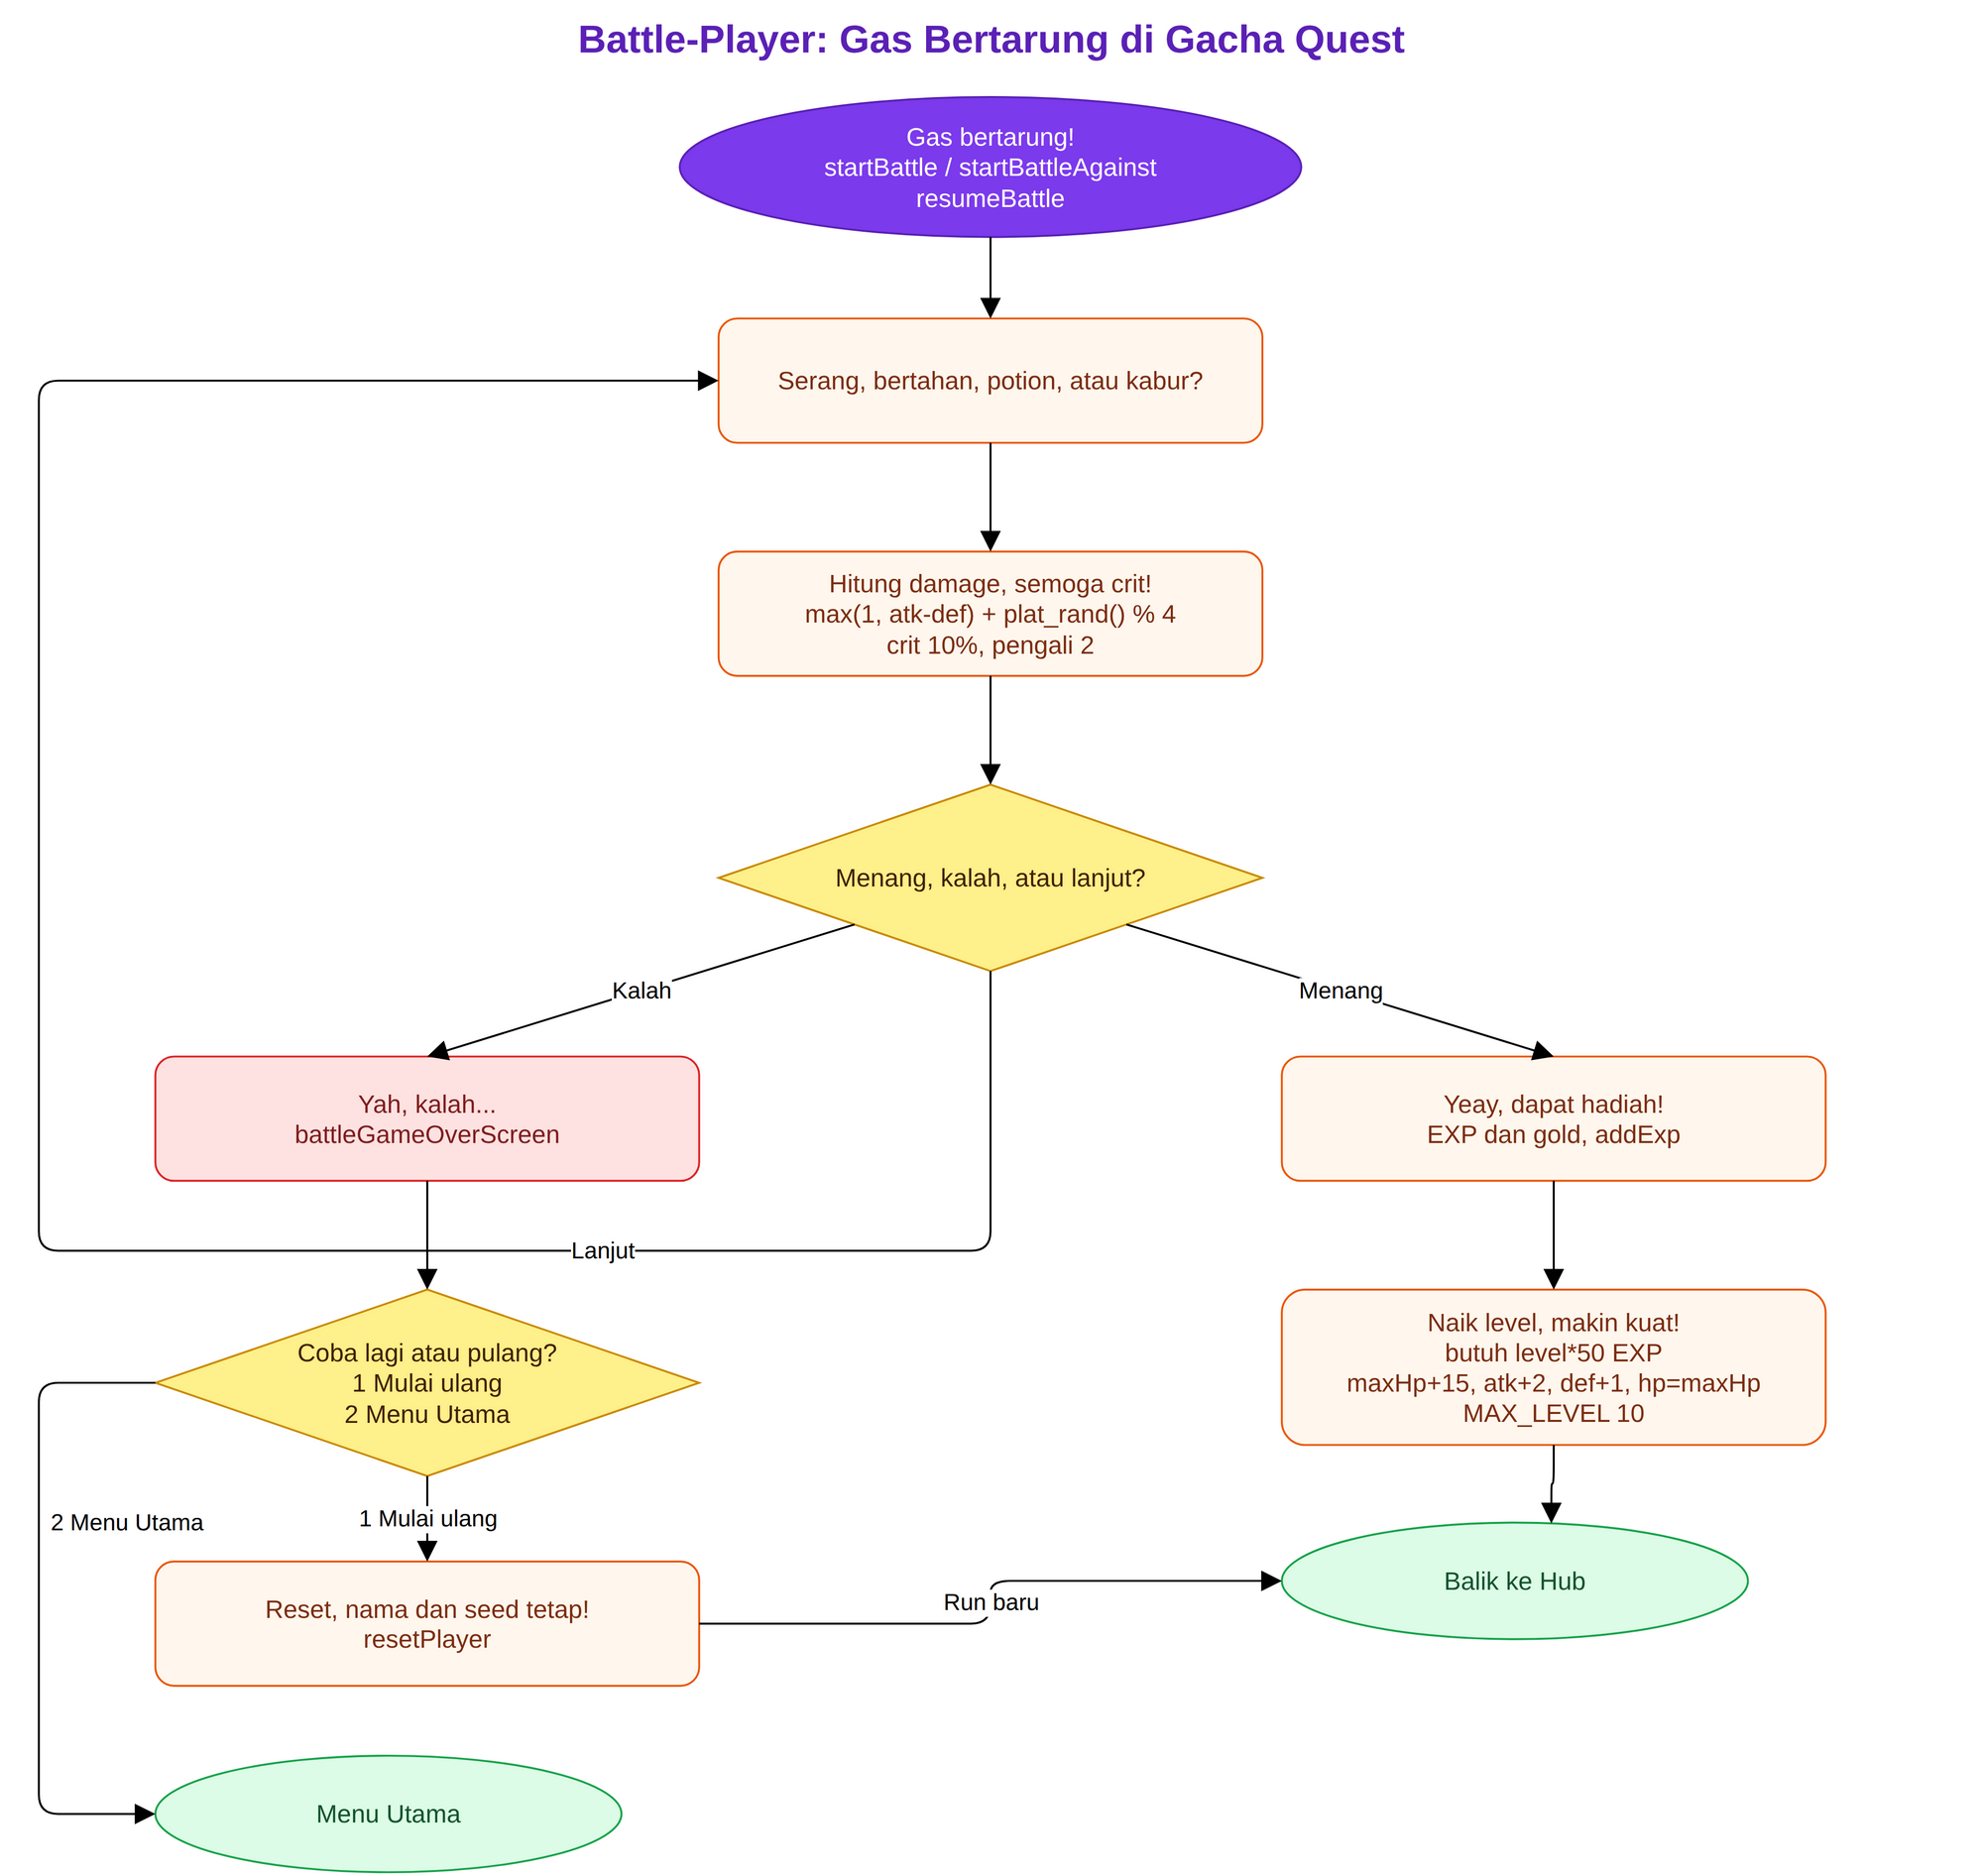 Battle-Player: Gas Bertarung di Gacha Quest
Gas bertarung!
startBattle / startBattleAgainst
resumeBattle
Serang, bertahan, potion, atau kabur?
Hitung damage, semoga crit!
max(1, atk-def) + plat_rand() % 4
crit 10%, pengali 2
Menang, kalah, atau lanjut?
Kalah
Menang
Yah, kalah...
battleGameOverScreen
Yeay, dapat hadiah!
EXP dan gold, addExp
Lanjut
Coba lagi atau pulang?
1 Mulai ulang
2 Menu Utama
Naik level, makin kuat!
butuh level*50 EXP
maxHp+15, atk+2, def+1, hp=maxHp
MAX_LEVEL 10
2 Menu Utama
1 Mulai ulang
Reset, nama dan seed tetap!
resetPlayer
Run baru
Balik ke Hub
Menu Utama